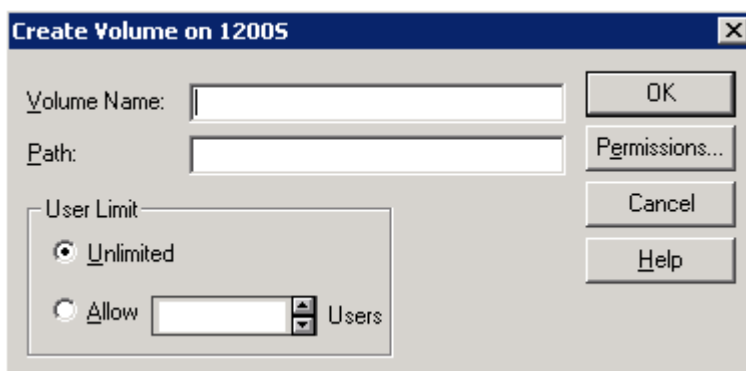 Create Volume on 1200S
Volume Name:
OK
Path:
Permissions...
User Limit
Cancel
Unlimited
Help
Allow
Users